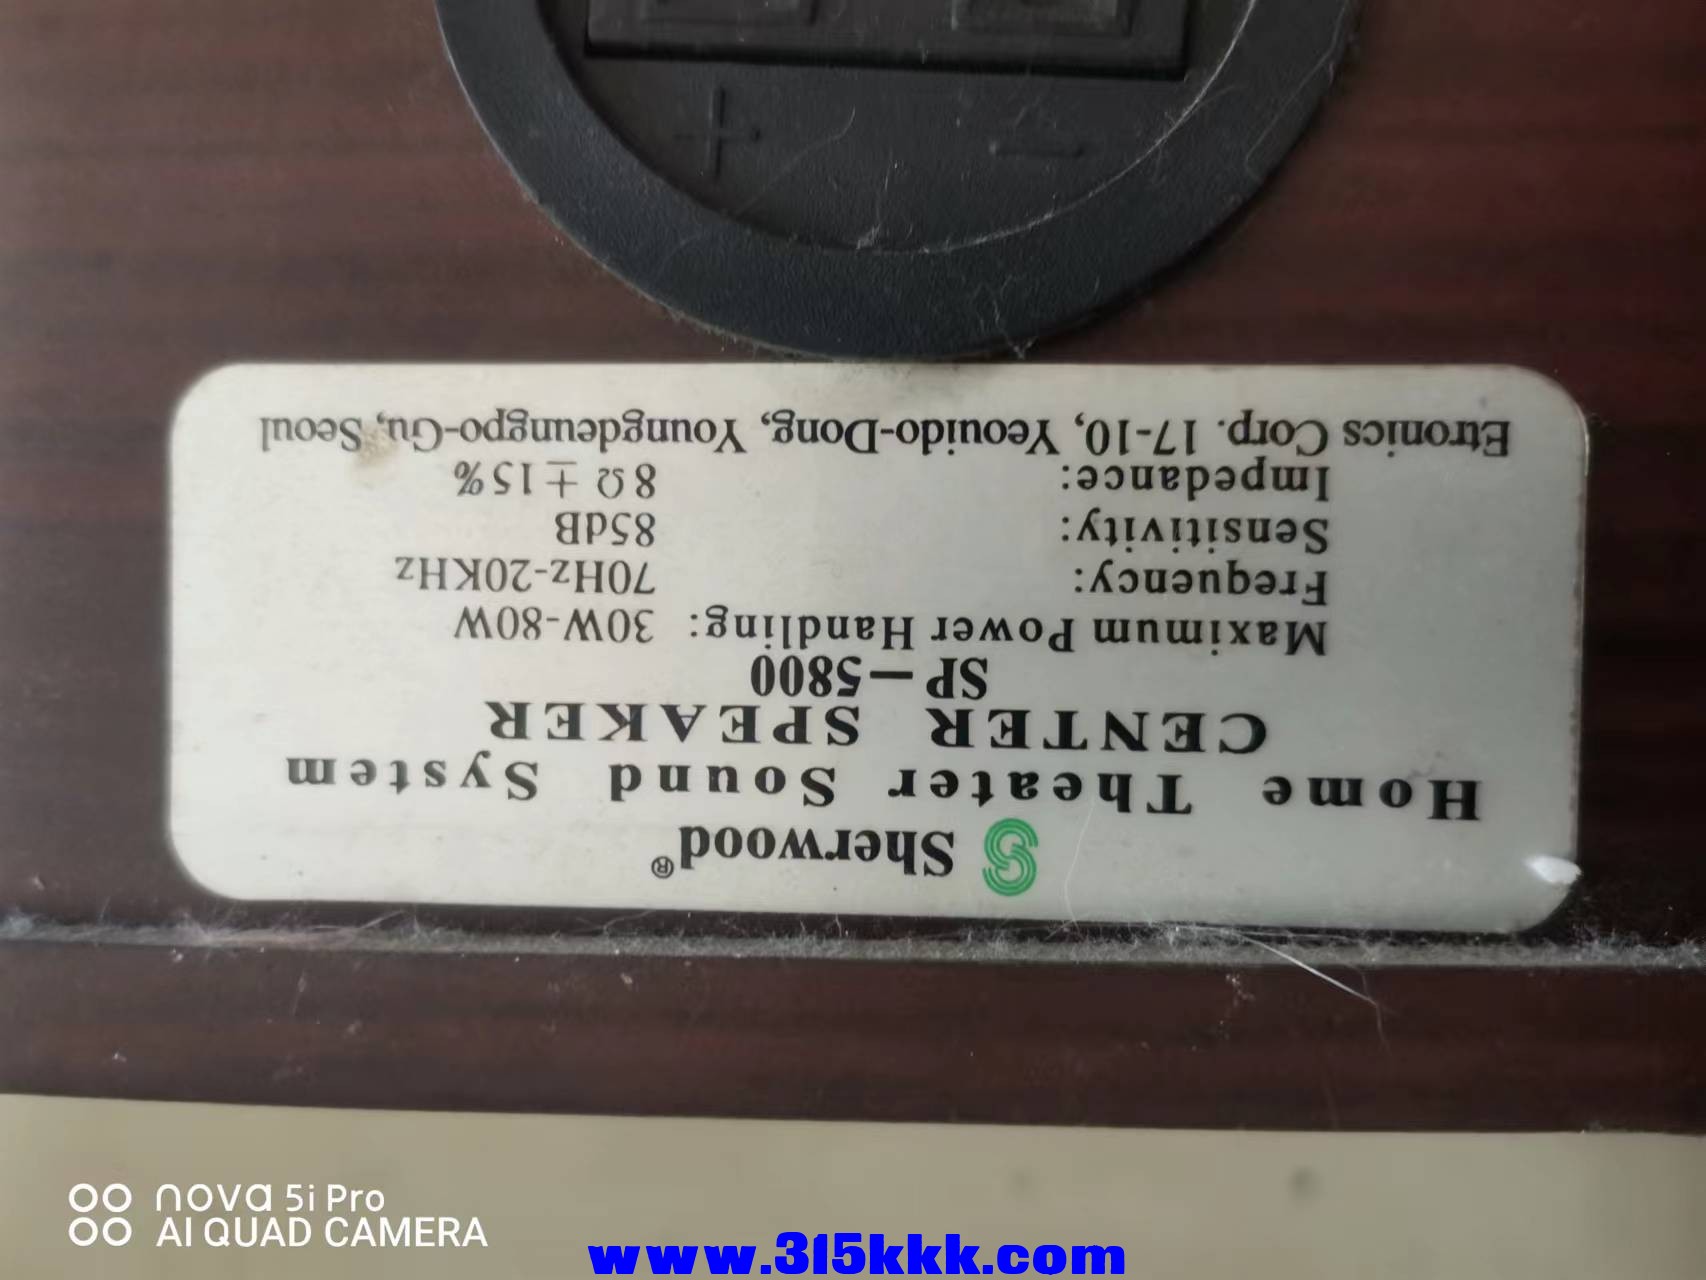 Sherwood®
Home Theater Sound System
CENTER SPEAKER
SP-5800
Maximum Power Handling: 30W-80W
Frequency: 70Hz-20KHz
Sensitivity: 85dB
Impedance: 8Ω ∓ 15%
Etronics Corp. 17-10, Yeouido-Dong, Youngdeungpo-Gu, Seoul
+ −
nova 5i Pro
AI QUAD CAMERA
www.315kkk.com